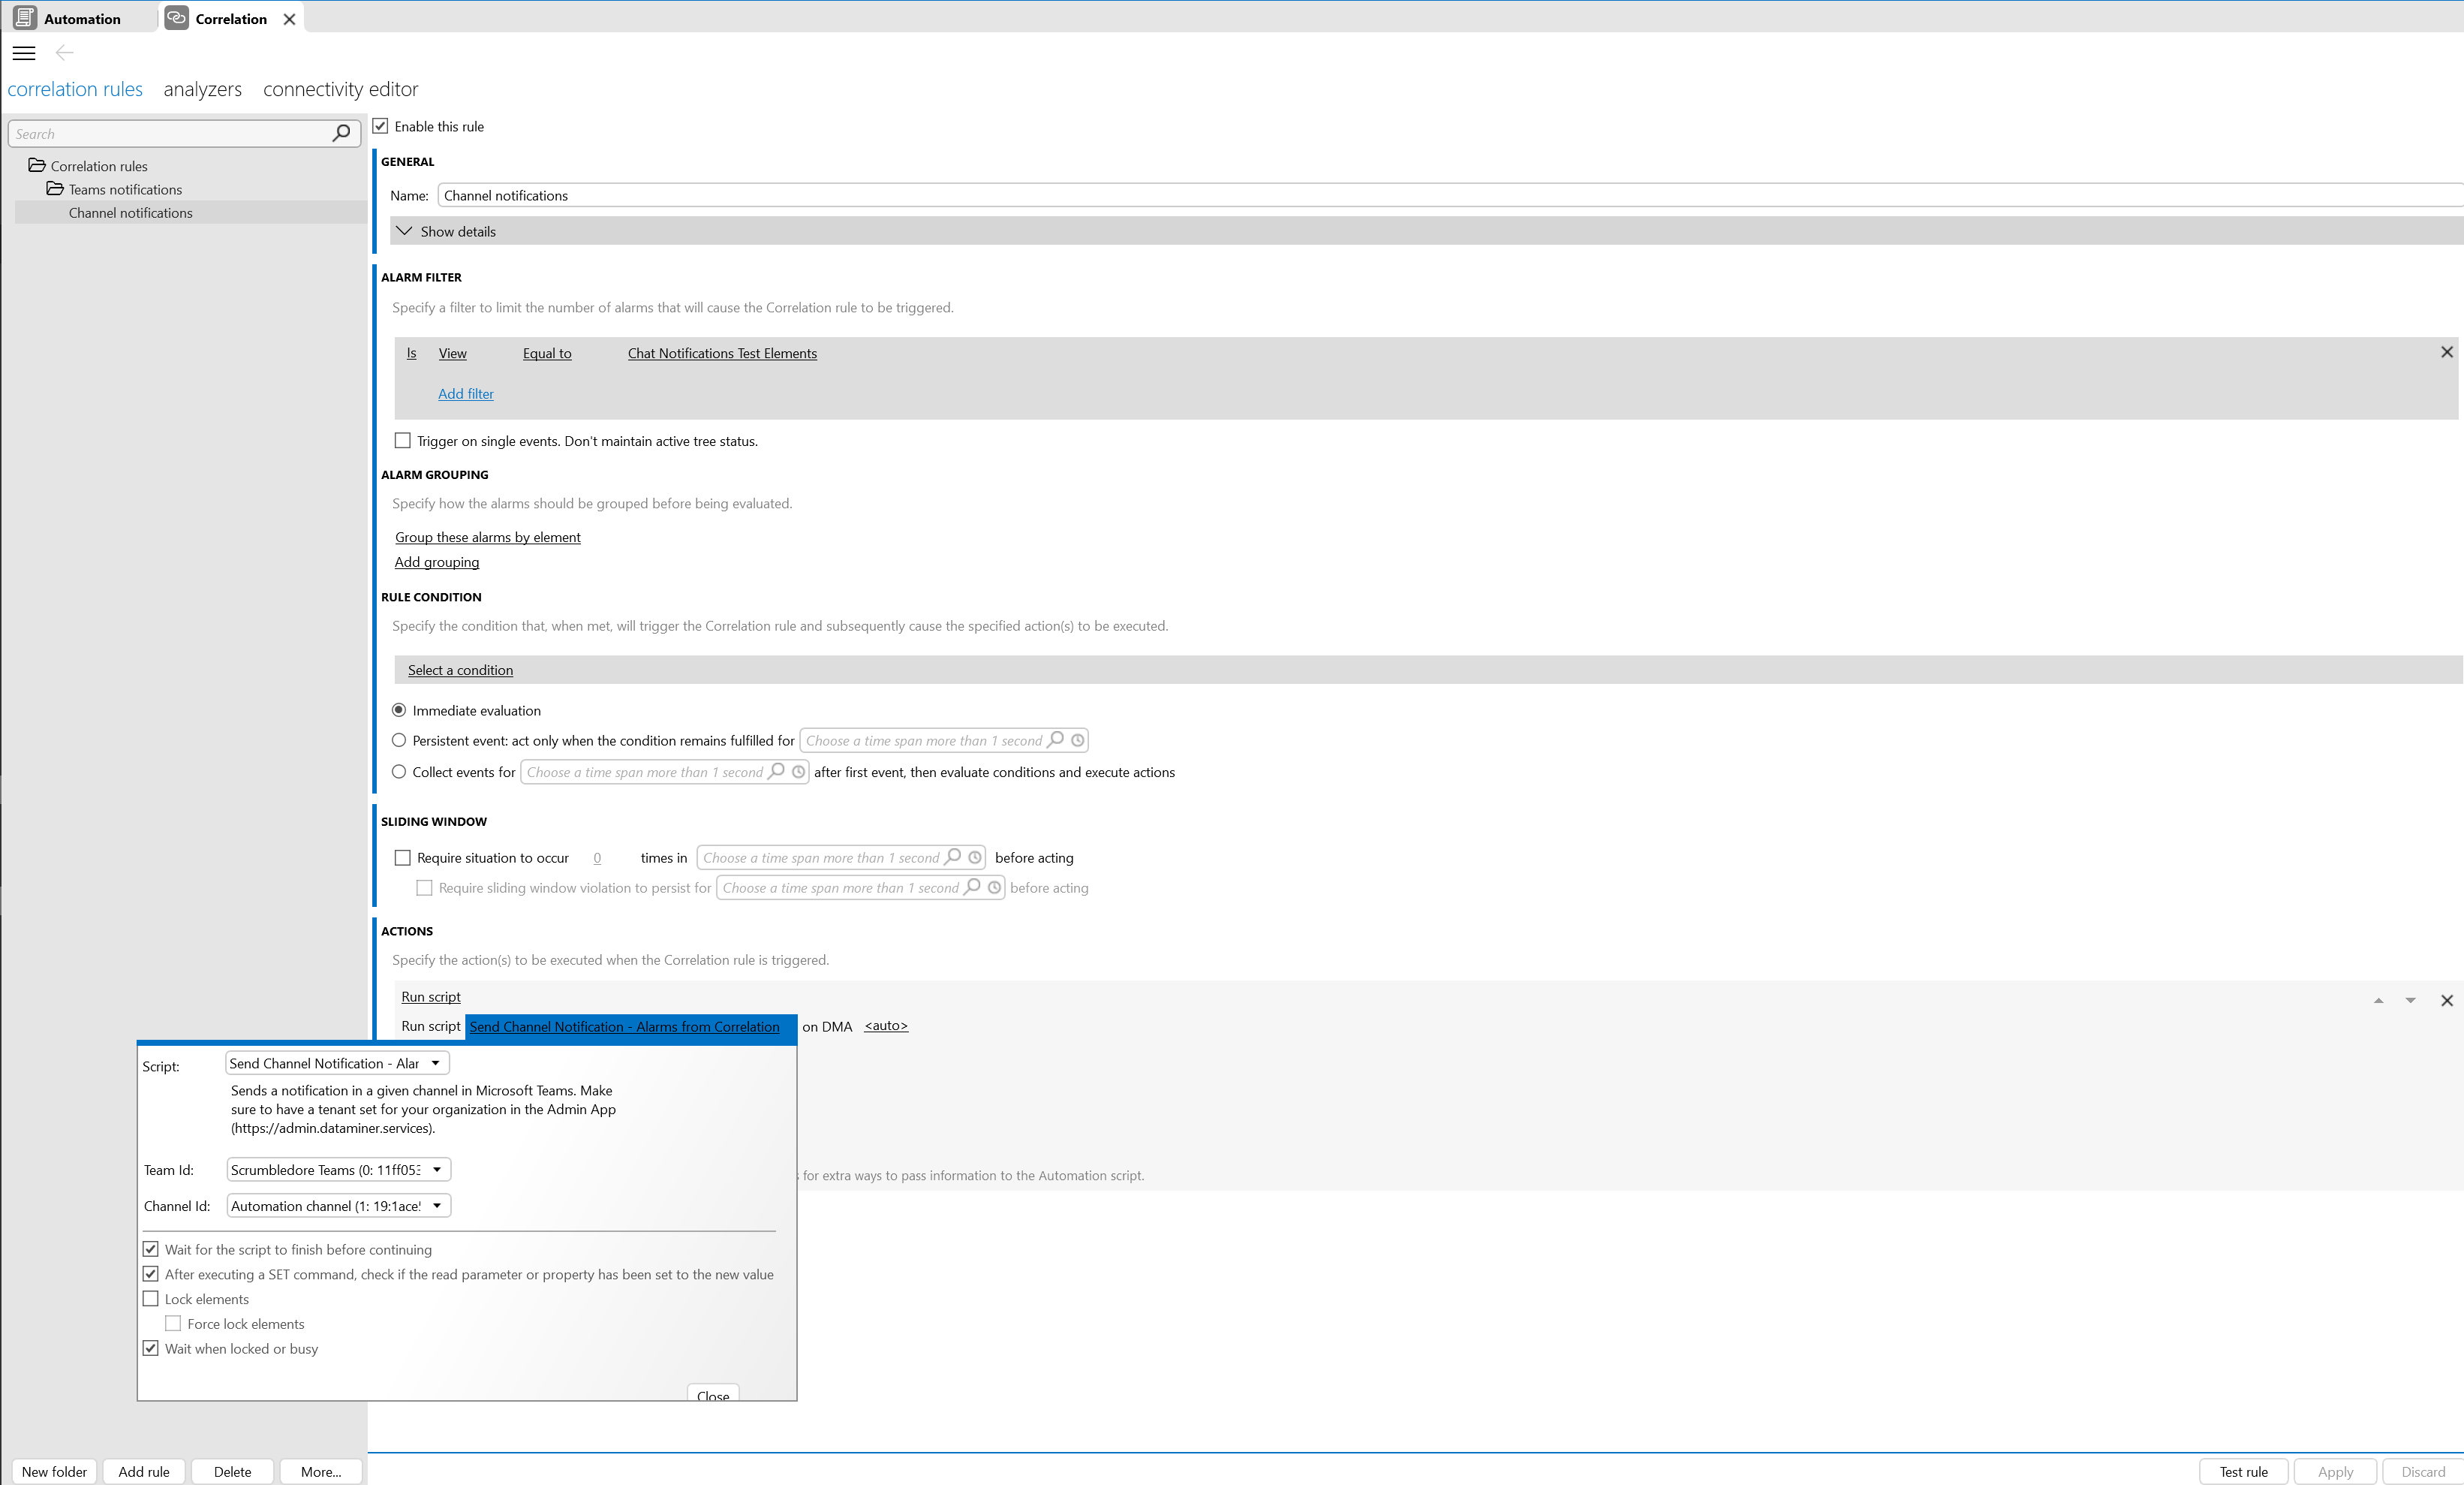 Automation
Correlation
correlation rules analyzers connectivity editor
Search
Correlation rules
Teams notifications
Channel notifications
Enable this rule
GENERAL
Name: Channel notifications
Show details
ALARM FILTER
Specify a filter to limit the number of alarms that will cause the Correlation rule to be triggered.
Is View Equal to Chat Notifications Test Elements
Add filter
Trigger on single events. Don't maintain active tree status.
ALARM GROUPING
Specify how the alarms should be grouped before being evaluated.
Group these alarms by element
Add grouping
RULE CONDITION
Specify the condition that, when met, will trigger the Correlation rule and subsequently cause the specified action(s) to be executed.
Select a condition
Immediate evaluation
Persistent event: act only when the condition remains fulfilled for Choose a time span more than 1 second
Collect events for Choose a time span more than 1 second after first event, then evaluate conditions and execute actions
SLIDING WINDOW
Require situation to occur 0 times in Choose a time span more than 1 second before acting
Require sliding window violation to persist for Choose a time span more than 1 second before acting
ACTIONS
Specify the action(s) to be executed when the Correlation rule is triggered.
Run script
Run script Send Channel Notification - Alarms from Correlation on DMA <auto>
Script: Send Channel Notification - Alar
Sends a notification in a given channel in Microsoft Teams. Make
sure to have a tenant set for your organization in the Admin App
(https://admin.dataminer.services).
Team Id: Scrumbledore Teams (0: 11ff053
for extra ways to pass information to the Automation script.
Channel Id: Automation channel (1: 19:1ace
Wait for the script to finish before continuing
After executing a SET command, check if the read parameter or property has been set to the new value
Lock elements
Force lock elements
Wait when locked or busy
Close
New folder Add rule Delete More...
Test rule Apply Discard